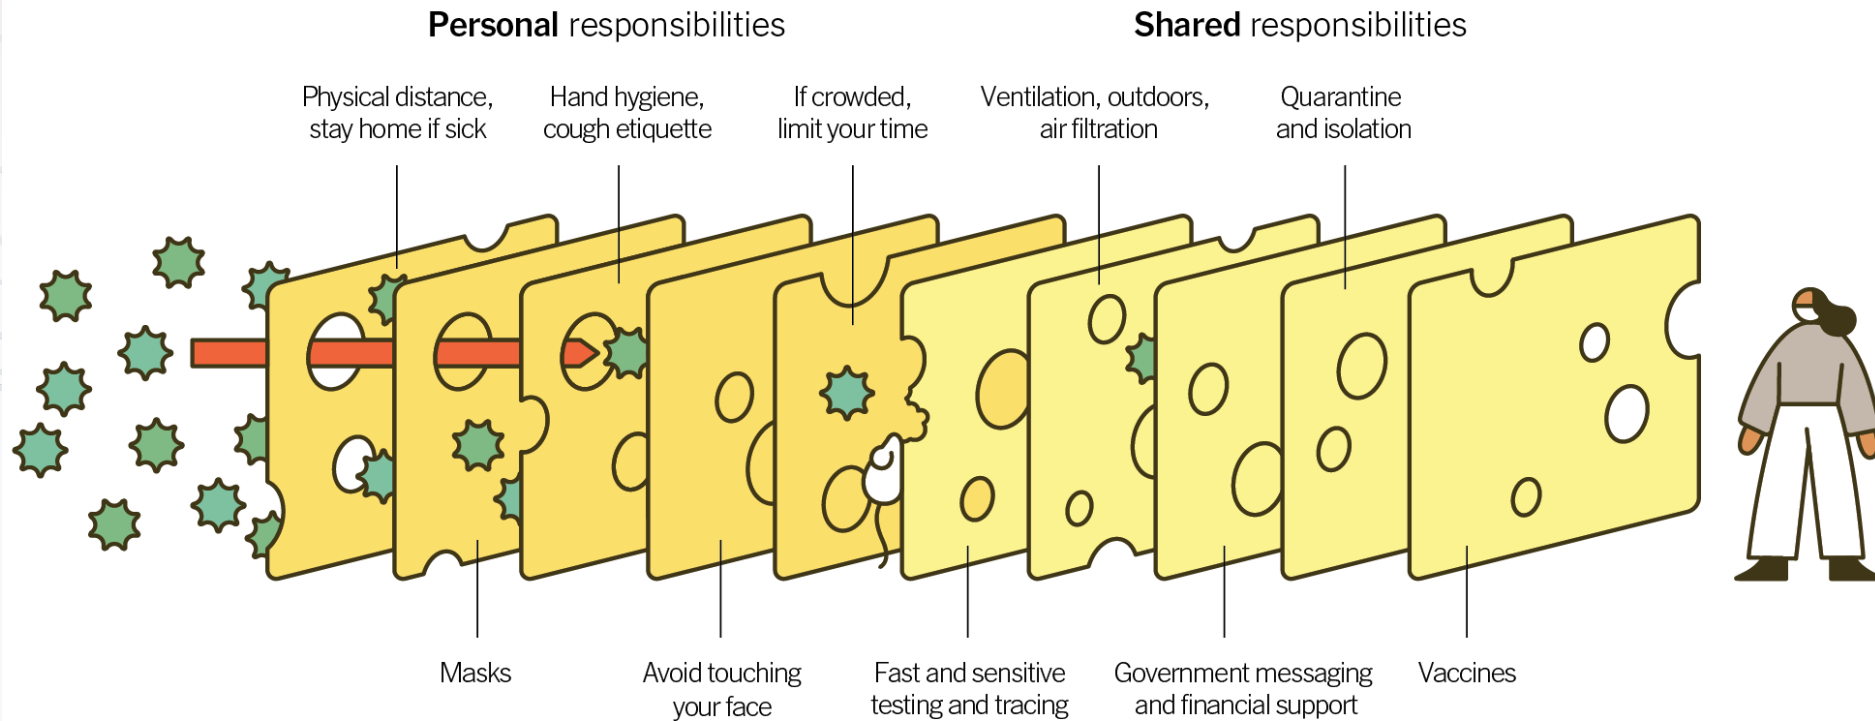 Personal responsibilities
Shared responsibilities
Physical distance,
stay home if sick
Hand hygiene,
cough etiquette
If crowded,
limit your time
Ventilation, outdoors,
air filtration
Quarantine
and isolation
Masks
Avoid touching
your face
Fast and sensitive
testing and tracing
Government messaging
and financial support
Vaccines